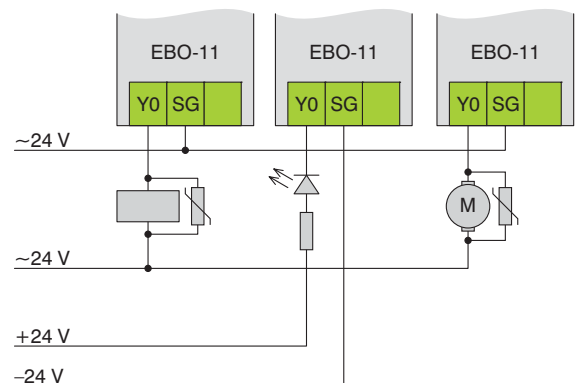 EBO-11 EBO-11 EBO-11
Y0 SG Y0 SG Y0 SG
~24 V
M
~24 V
+24 V
–24 V